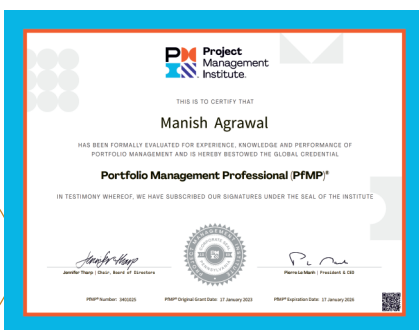 Project
Management
Institute.
THIS IS TO CERTIFY THAT
Manish Agrawal
HAS BEEN FORMALLY EVALUATED FOR EXPERIENCE, KNOWLEDGE AND PERFORMANCE OF
PORTFOLIO MANAGEMENT AND IS HEREBY BESTOWED THE GLOBAL CREDENTIAL
Portfolio Management Professional (PfMP)®
IN TESTIMONY WHEREOF, WE HAVE SUBSCRIBED OUR SIGNATURES UNDER THE SEAL OF THE INSTITUTE
Jennifer Tharp | Chair, Board of Directors
Pierre Le Manh | President & CEO
PfMP® Original Grant Date 17 January 2023
PfMP® Expiration Date 17 January 2026